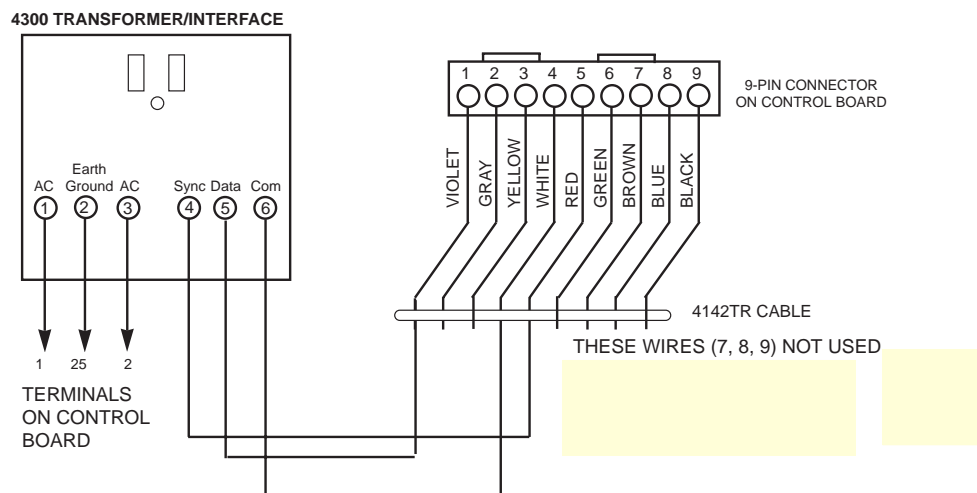 4300 TRANSFORMER/INTERFACE
1 2 3 4 5 6 7 8 9
9-PIN CONNECTOR
ON CONTROL BOARD
VIOLET
GRAY
YELLOW
WHITE
RED
GREEN
BROWN
BLUE
BLACK
Earth
AC Ground AC Sync Data Com
1 2 3 4 5 6
4142TR CABLE
THESE WIRES (7, 8, 9) NOT USED
1 25 2
TERMINALS
ON CONTROL
BOARD